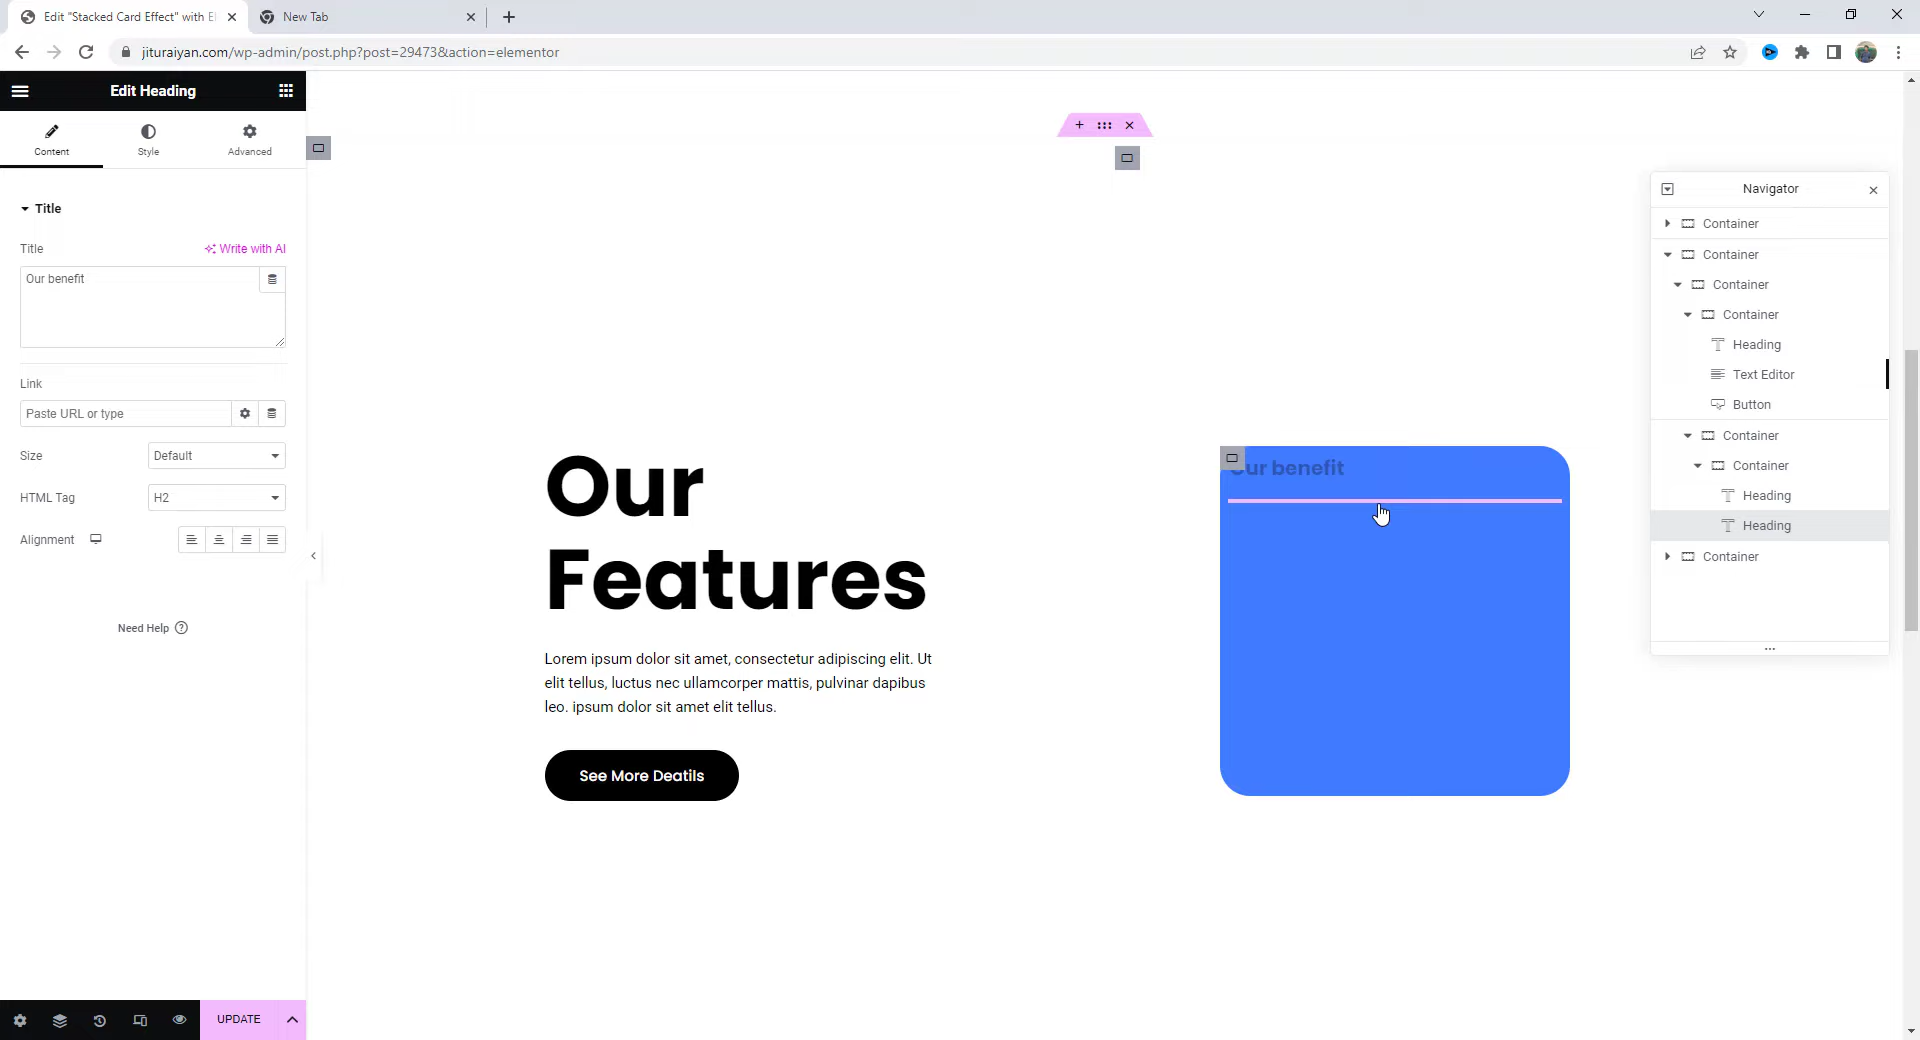 Edit "Stacked Card Effect" with El
New Tab
jituraiyan.com/wp-admin/post.php?post=29473&action=elementor
Edit Heading
Content
Style
Advanced
Title
Title
Write with AI
Our benefit
Link
Paste URL or type
Size
Default
HTML Tag
H2
Alignment
Need Help
UPDATE
Our
Features
Lorem ipsum dolor sit amet, consectetur adipiscing elit. Ut
elit tellus, luctus nec ullamcorper mattis, pulvinar dapibus
leo. ipsum dolor sit amet elit tellus.
See More Deatils
Our benefit
Navigator
Container
Container
Container
Container
Heading
Text Editor
Button
Container
Container
Heading
Heading
Container